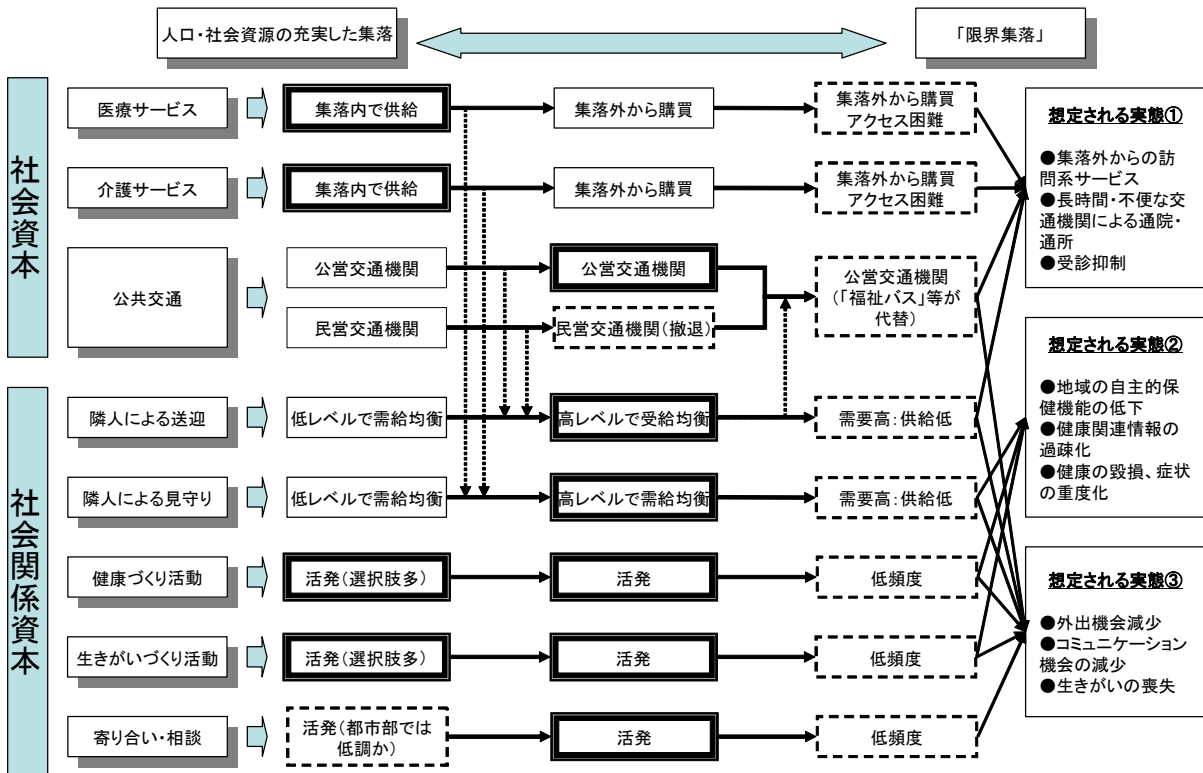 人口・社会資源の充実した集落
「限界集落」
社会資本
医療サービス
集落内で供給
集落外から購買
集落外から購買
アクセス困難
介護サービス
集落内で供給
集落外から購買
集落外から購買
アクセス困難
公共交通
公営交通機関
公営交通機関
公営交通機関
(「福祉バス」等が
代替)
民営交通機関
民営交通機関(撤退)
社会関係資本
隣人による送迎
低レベルで需給均衡
高レベルで受給均衡
需要高:供給低
隣人による見守り
低レベルで需給均衡
高レベルで需給均衡
需要高:供給低
健康づくり活動
活発(選択肢多)
活発
低頻度
生きがいづくり活動
活発(選択肢多)
活発
低頻度
寄り合い・相談
活発(都市部では
低調か)
活発
低頻度
想定される実態①
●集落外からの訪
問系サービス
●長時間・不便な交
通機関による通院・
通所
●受診抑制
想定される実態②
●地域の自主的保
健機能の低下
●健康関連情報の
過疎化
●健康の毀損、症状
の重度化
想定される実態③
●外出機会減少
●コミュニケーション
機会の減少
●生きがいの喪失